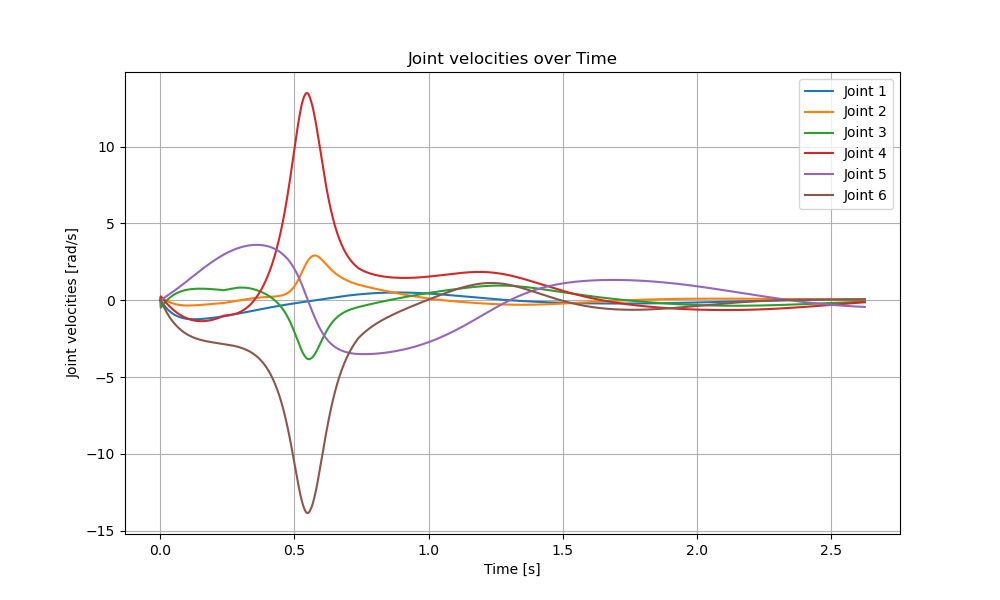 Joint velocities over Time
Joint velocities [rad/s]
10
5
0
−5
−10
−15
0.0 0.5 1.0 1.5 2.0 2.5
Time [s]
Joint 1
Joint 2
Joint 3
Joint 4
Joint 5
Joint 6